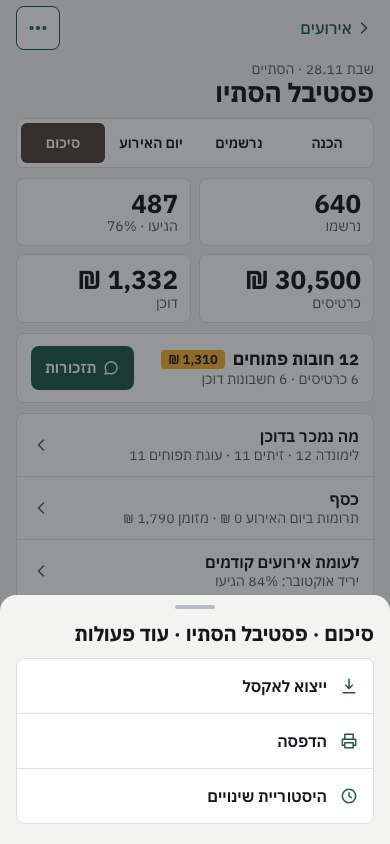 אירועים
שבת 28.11 · הסתיים
פסטיבל הסתיו
הכנה
נרשמים
יום האירוע
סיכום
640
נרשמו
487
הגיעו · 76%
30,500 ₪
כרטיסים
1,332 ₪
דוכן
12 חובות פתוחים 1,310 ₪
6 כרטיסים · 6 חשבונות דוכן
תזכורות
מה נמכר בדוכן
לימונדה 12 · זיתים 11 · עוגת תפוחים 11
כסף
תרומות ביום האירוע 0 ₪ · מזומן 1,790 ₪
לעומת אירועים קודמים
יריד אוקטובר: 84% הגיעו
סיכום · פסטיבל הסתיו · עוד פעולות
ייצוא לאקסל
הדפסה
היסטוריית שינויים